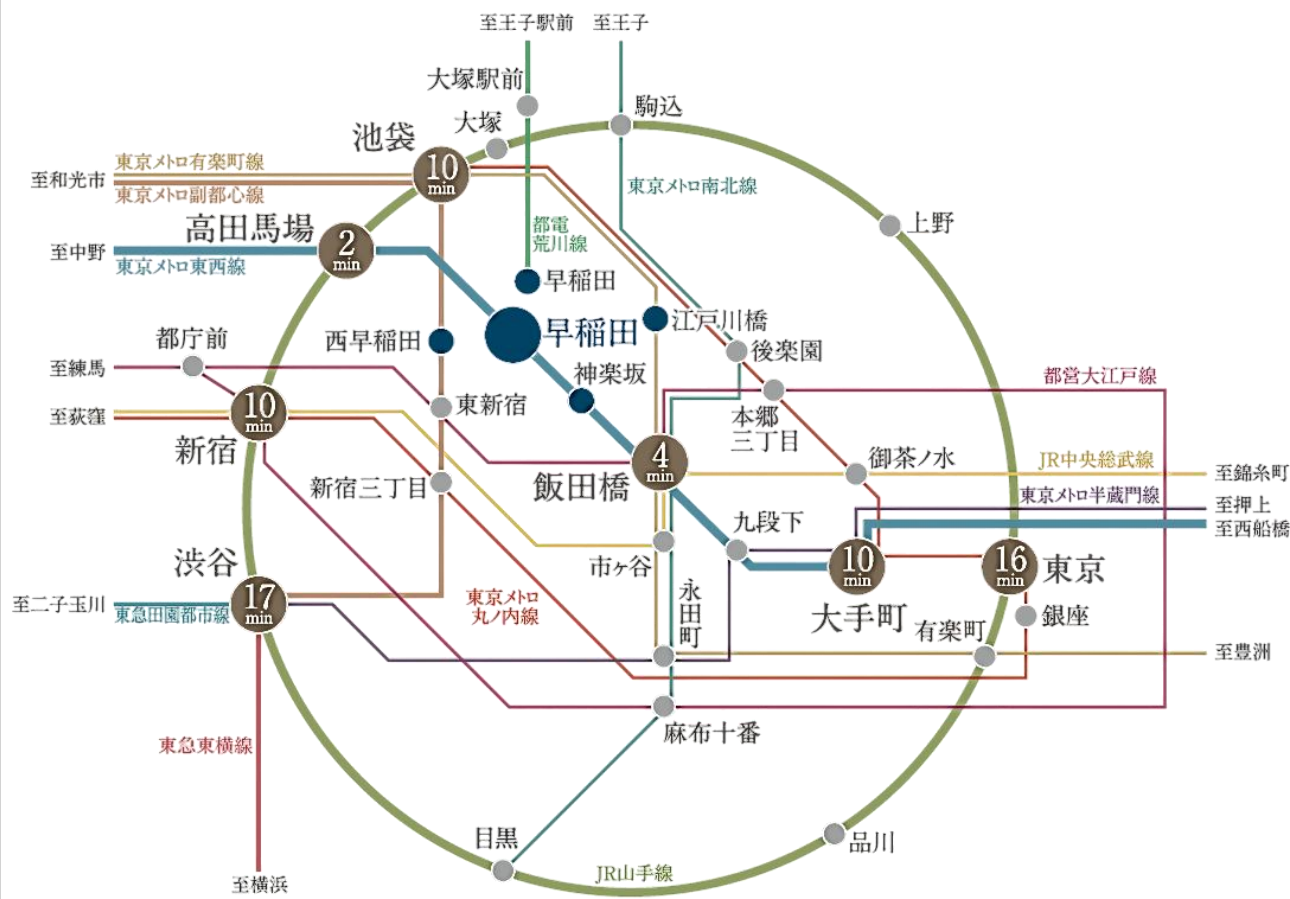 至王子駅前
至王子
大塚駅前
駒込
大塚
池袋
10
min
東京メトロ有楽町線
至和光市
東京メトロ副都心線
東京メトロ南北線
上野
高田馬場
2
min
都電
荒川線
至中野
東京メトロ東西線
早稲田
江戸川橋
早稲田
西早稲田
都庁前
後楽園
至練馬
神楽坂
都営大江戸線
東新宿
本郷
三丁目
至荻窪
10
min
新宿
4
min
飯田橋
御茶ノ水
JR中央総武線
至錦糸町
新宿三丁目
東京メトロ半蔵門線
至押上
至西船橋
九段下
市ヶ谷
10
min
大手町
16
min
東京
渋谷
17
min
至二子玉川
東急田園都市線
東京メトロ
丸ノ内線
永田町
有楽町
銀座
至豊洲
麻布十番
東急東横線
目黒
品川
JR山手線
至横浜